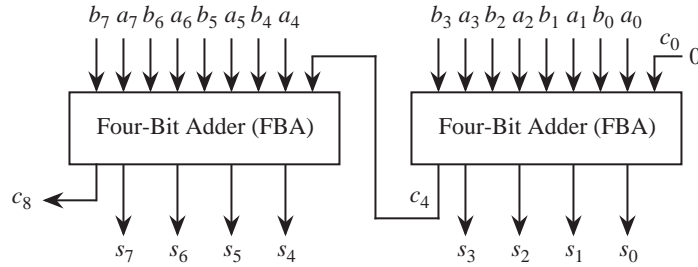 b7 a7 b6 a6 b5 a5 b4 a4
b3 a3 b2 a2 b1 a1 b0 a0
c0
0
Four-Bit Adder (FBA)
Four-Bit Adder (FBA)
c8
c4
s7 s6 s5 s4
s3 s2 s1 s0